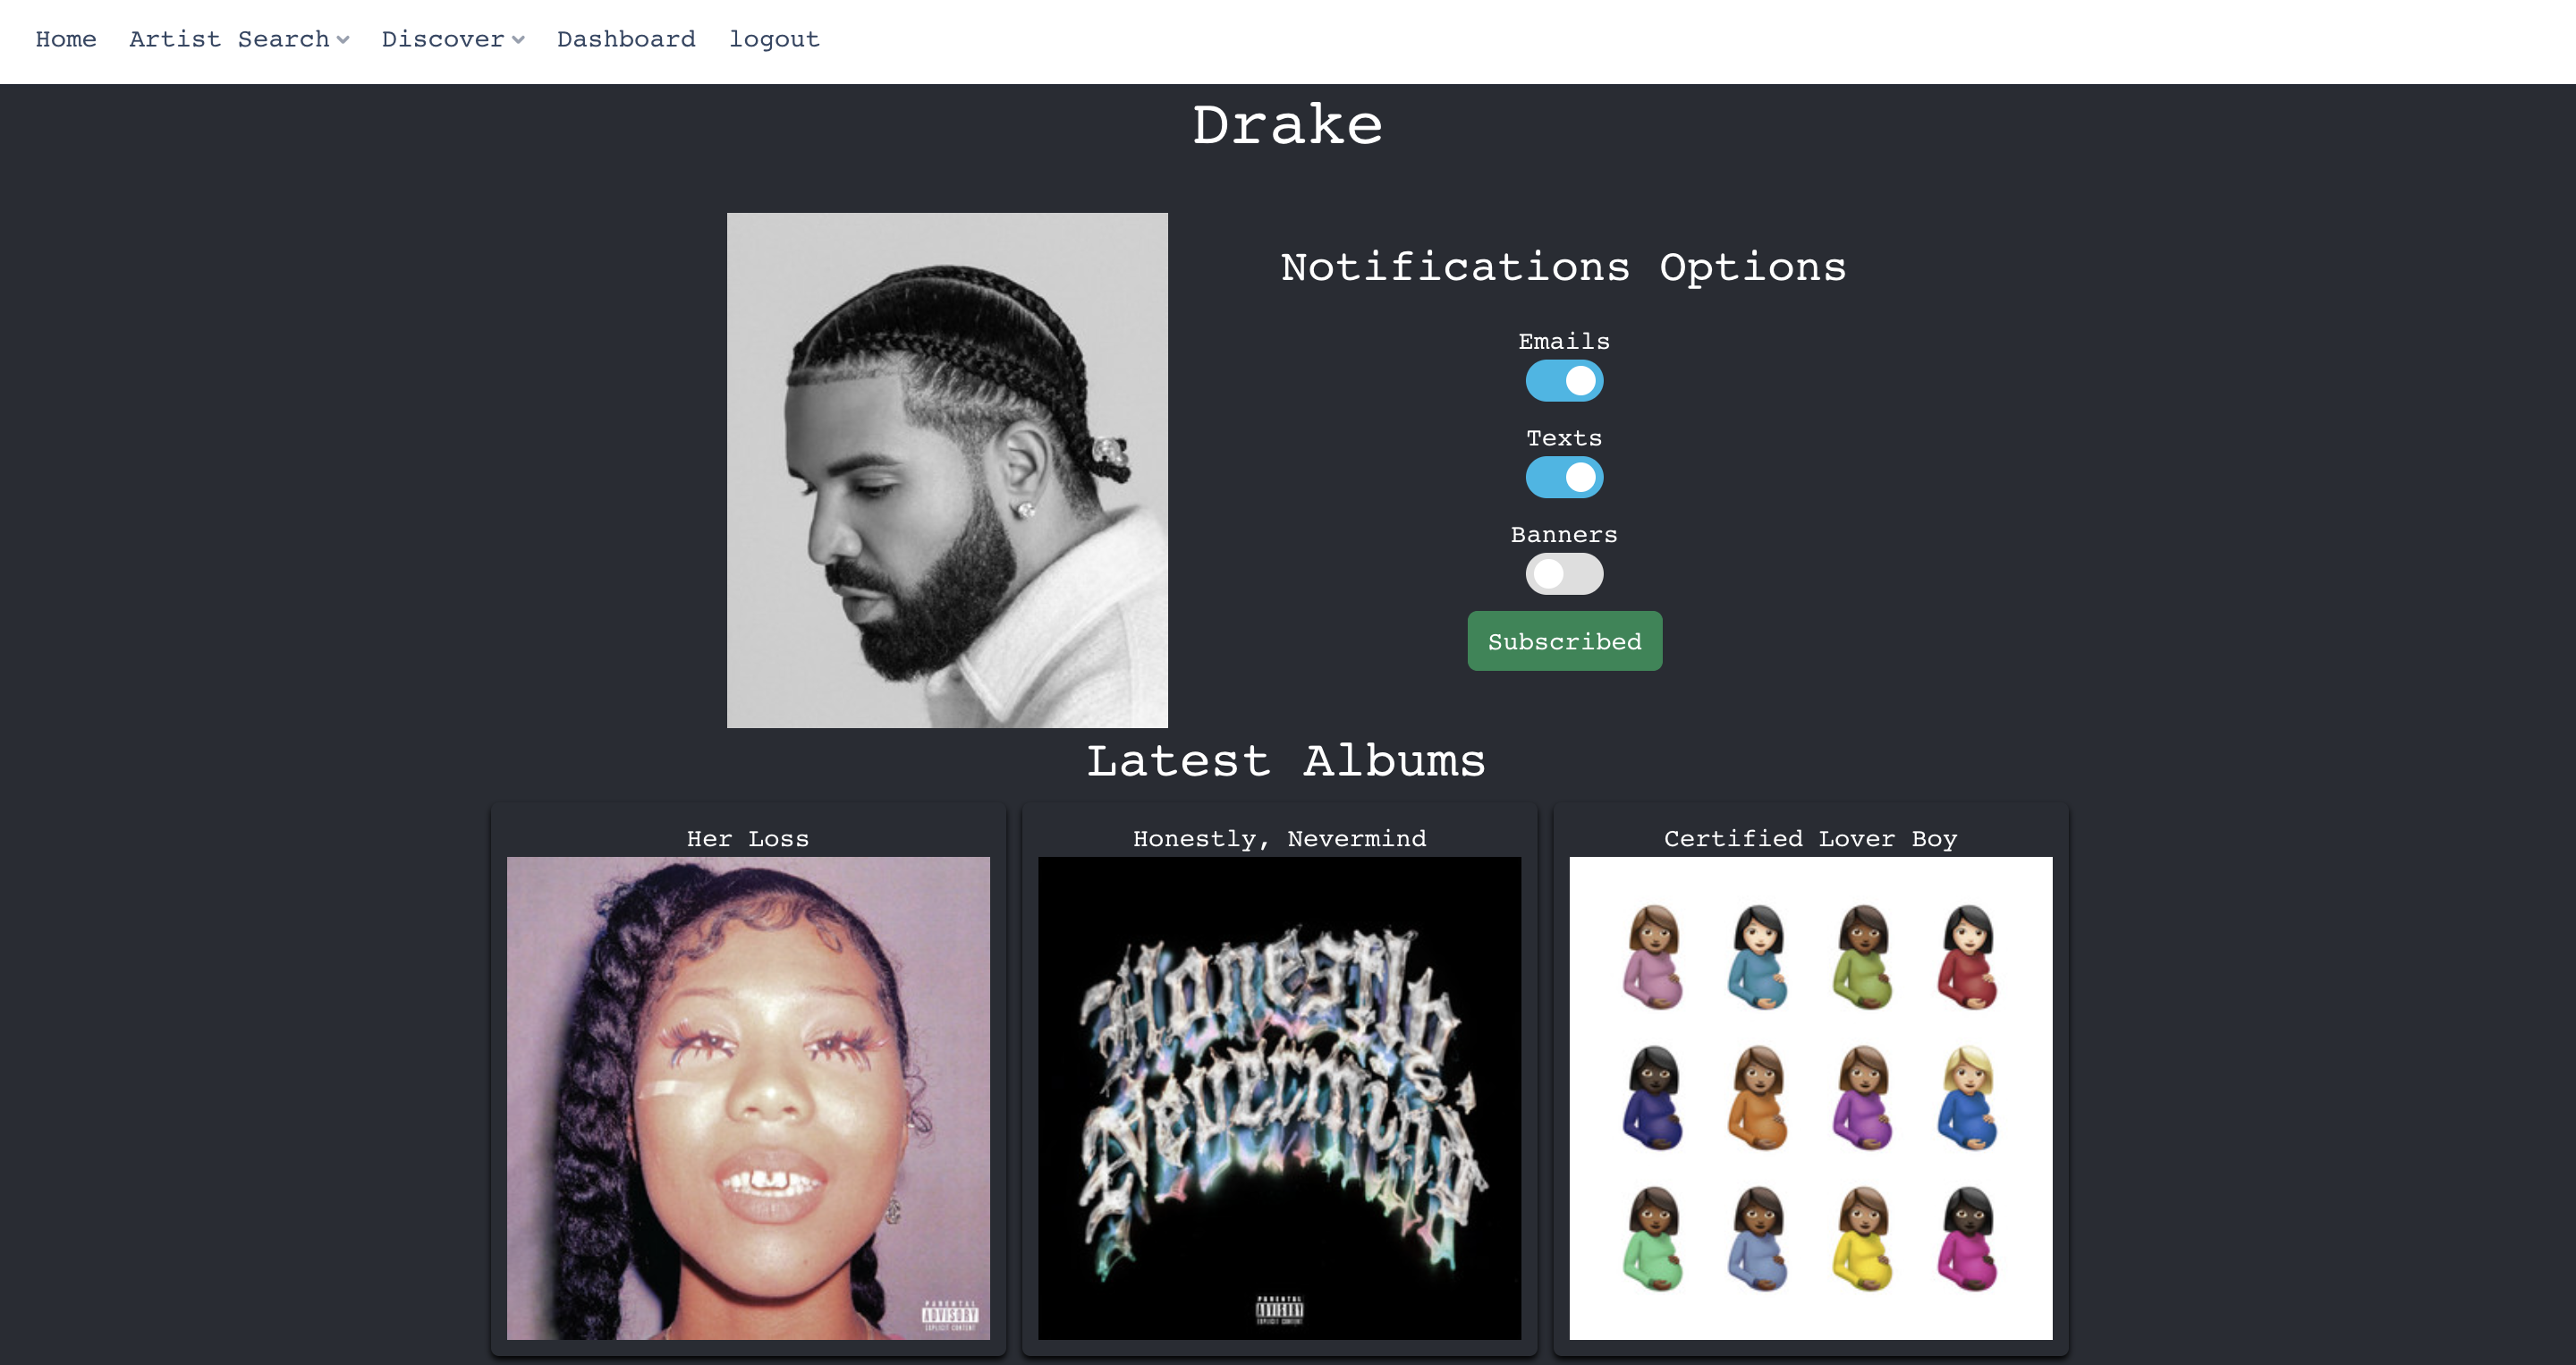 Home Artist Search Discover Dashboard logout
Drake
Notifications Options
Emails
Texts
Banners
Subscribed
Latest Albums
Her Loss
Honestly, Nevermind
Certified Lover Boy
Honestly,
Nevermind
PARENTAL
ADVISORY
EXPLICIT CONTENT
PARENTAL
ADVISORY
EXPLICIT CONTENT